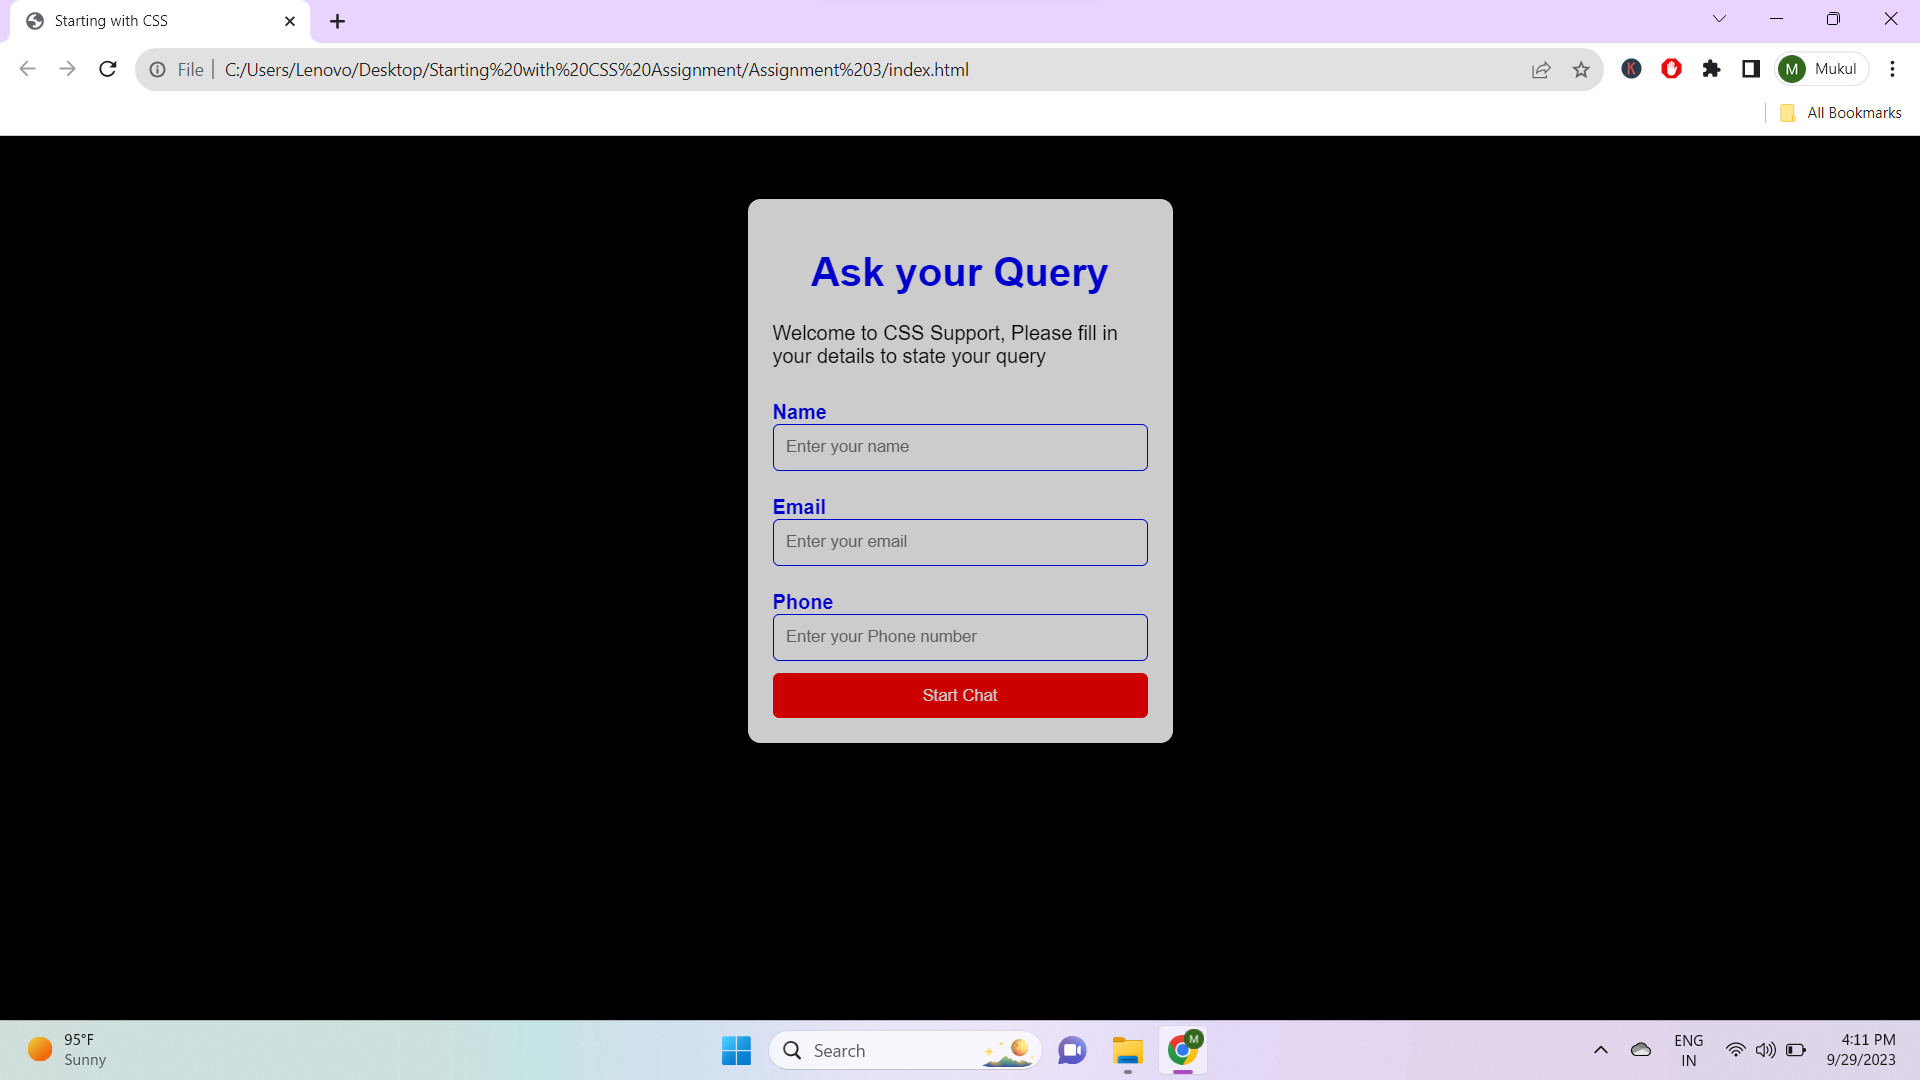 Starting with CSS
File
C:/Users/Lenovo/Desktop/Starting%20with%20CSS%20Assignment/Assignment%203/index.html
K
M Mukul
All Bookmarks
Ask your Query
Welcome to CSS Support, Please fill in
your details to state your query
Name
Enter your name
Email
Enter your email
Phone
Enter your Phone number
Start Chat
95°F
Sunny
Search
M
ENG
IN
4:11 PM
9/29/2023